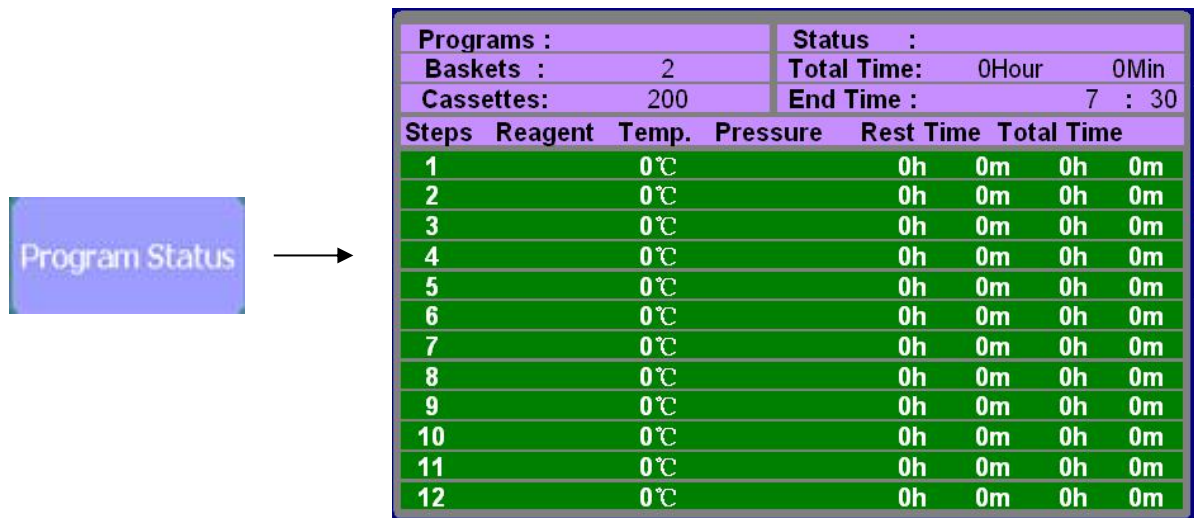 Program Status
Programs :
Status :
Baskets : 2
Total Time: 0Hour 0Min
Cassettes: 200
End Time : 7 : 30
Steps Reagent Temp. Pressure Rest Time Total Time
1 0℃ 0h 0m 0h 0m
2 0℃ 0h 0m 0h 0m
3 0℃ 0h 0m 0h 0m
4 0℃ 0h 0m 0h 0m
5 0℃ 0h 0m 0h 0m
6 0℃ 0h 0m 0h 0m
7 0℃ 0h 0m 0h 0m
8 0℃ 0h 0m 0h 0m
9 0℃ 0h 0m 0h 0m
10 0℃ 0h 0m 0h 0m
11 0℃ 0h 0m 0h 0m
12 0℃ 0h 0m 0h 0m